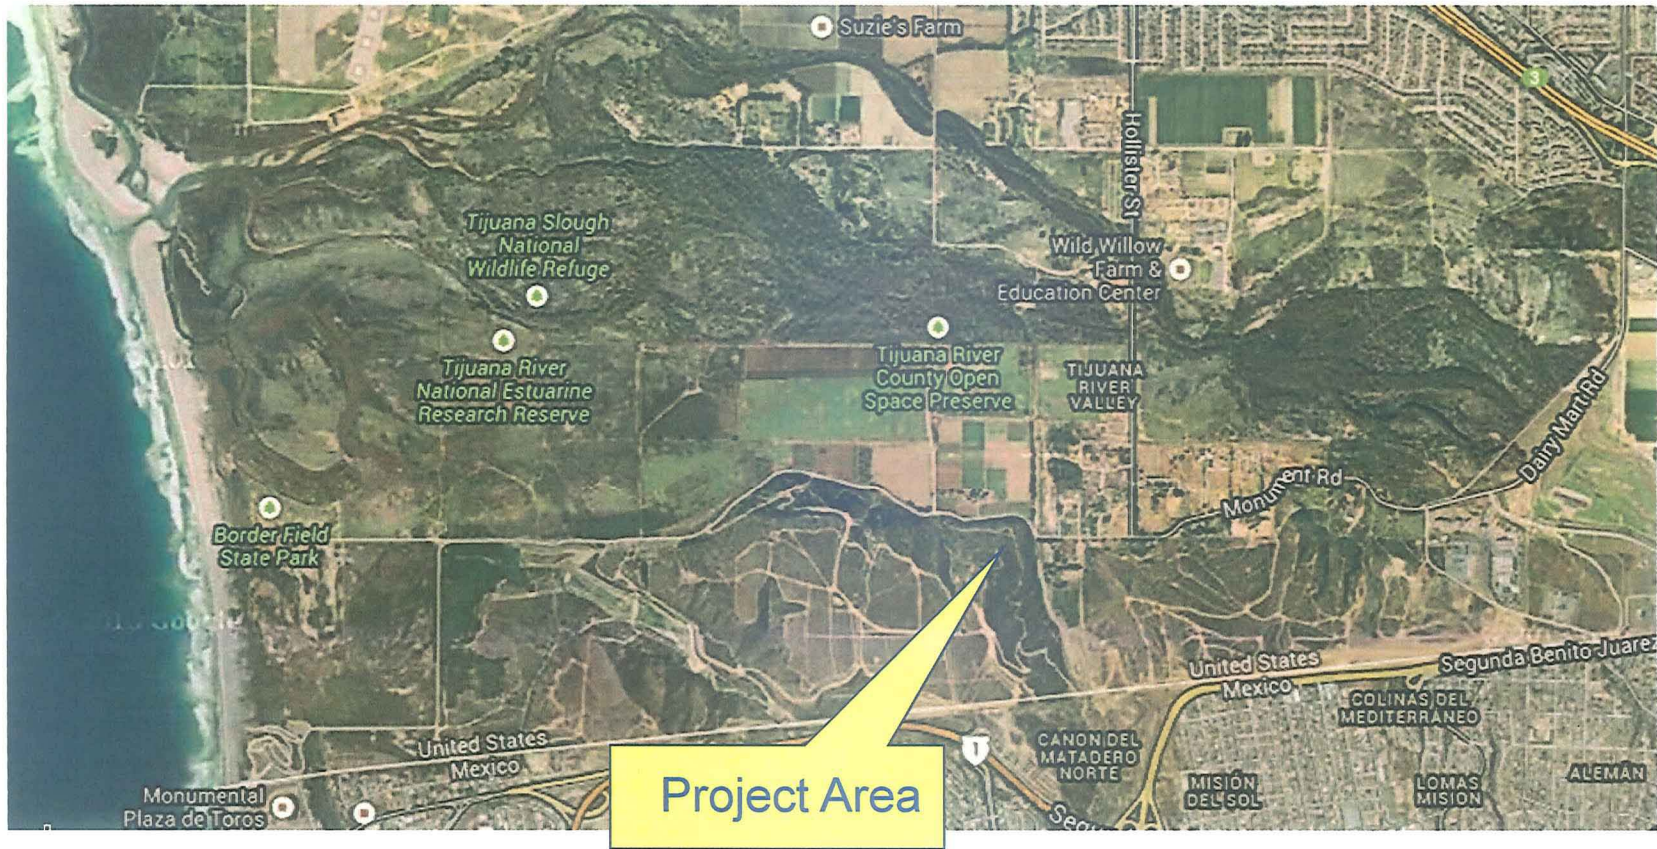 Suzie's Farm
3
Hollister St
Tijuana Slough
National
Wildlife Refuge
Wild Willow
Farm &
Education Center
Tijuana River
National Estuarine
Research Reserve
Tijuana River
County Open
Space Preserve
TIJUANA
RIVER
VALLEY
Dairy Mart Rd
Monument Rd
Border Field
State Park
United States
Mexico
Segunda Benito Juarez
COLINAS DEL
MEDITERRÁNEO
United States
Mexico
1
CANON DEL
MATADERO
NORTE
MISIÓN
DEL SOL
LOMAS
MISION
ALEMÁN
Project Area
Monumental
Plaza de Toros